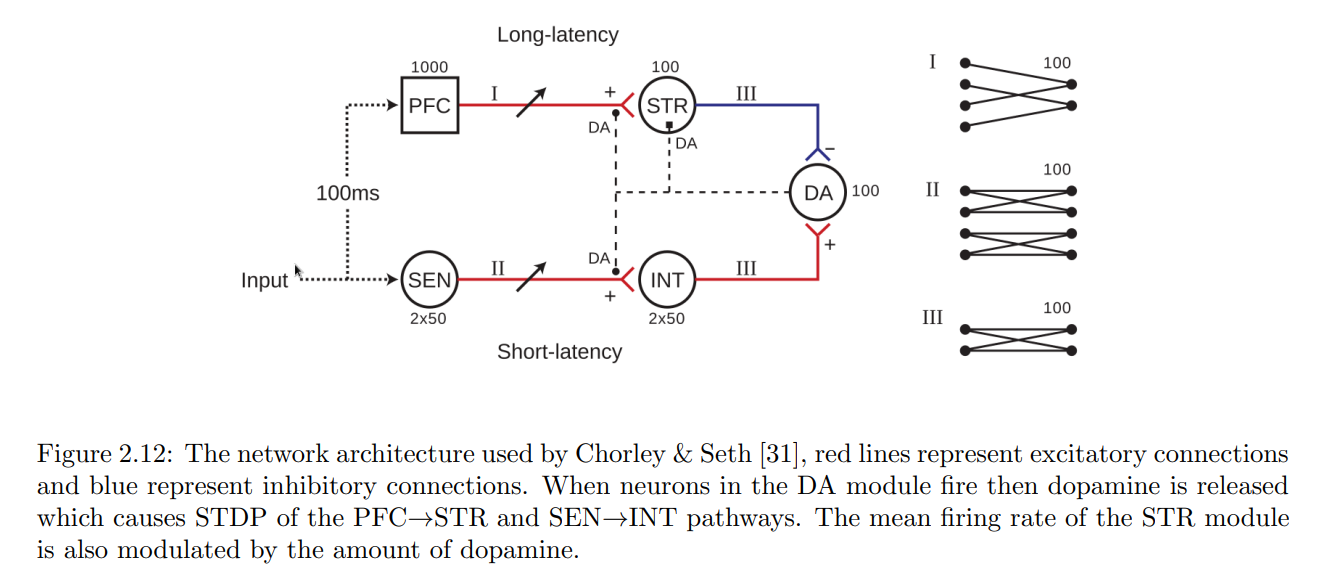 Long-latency
1000
100
I
100
PFC
I
+
STR
III
DA
DA
−
100ms
DA
100
II
100
+
Input
SEN
II
DA
+
INT
III
2x50
2x50
III
100
Short-latency
Figure 2.12: The network architecture used by Chorley & Seth [31], red lines represent excitatory connections
and blue represent inhibitory connections. When neurons in the DA module fire then dopamine is released
which causes STDP of the PFC→STR and SEN→INT pathways. The mean firing rate of the STR module
is also modulated by the amount of dopamine.